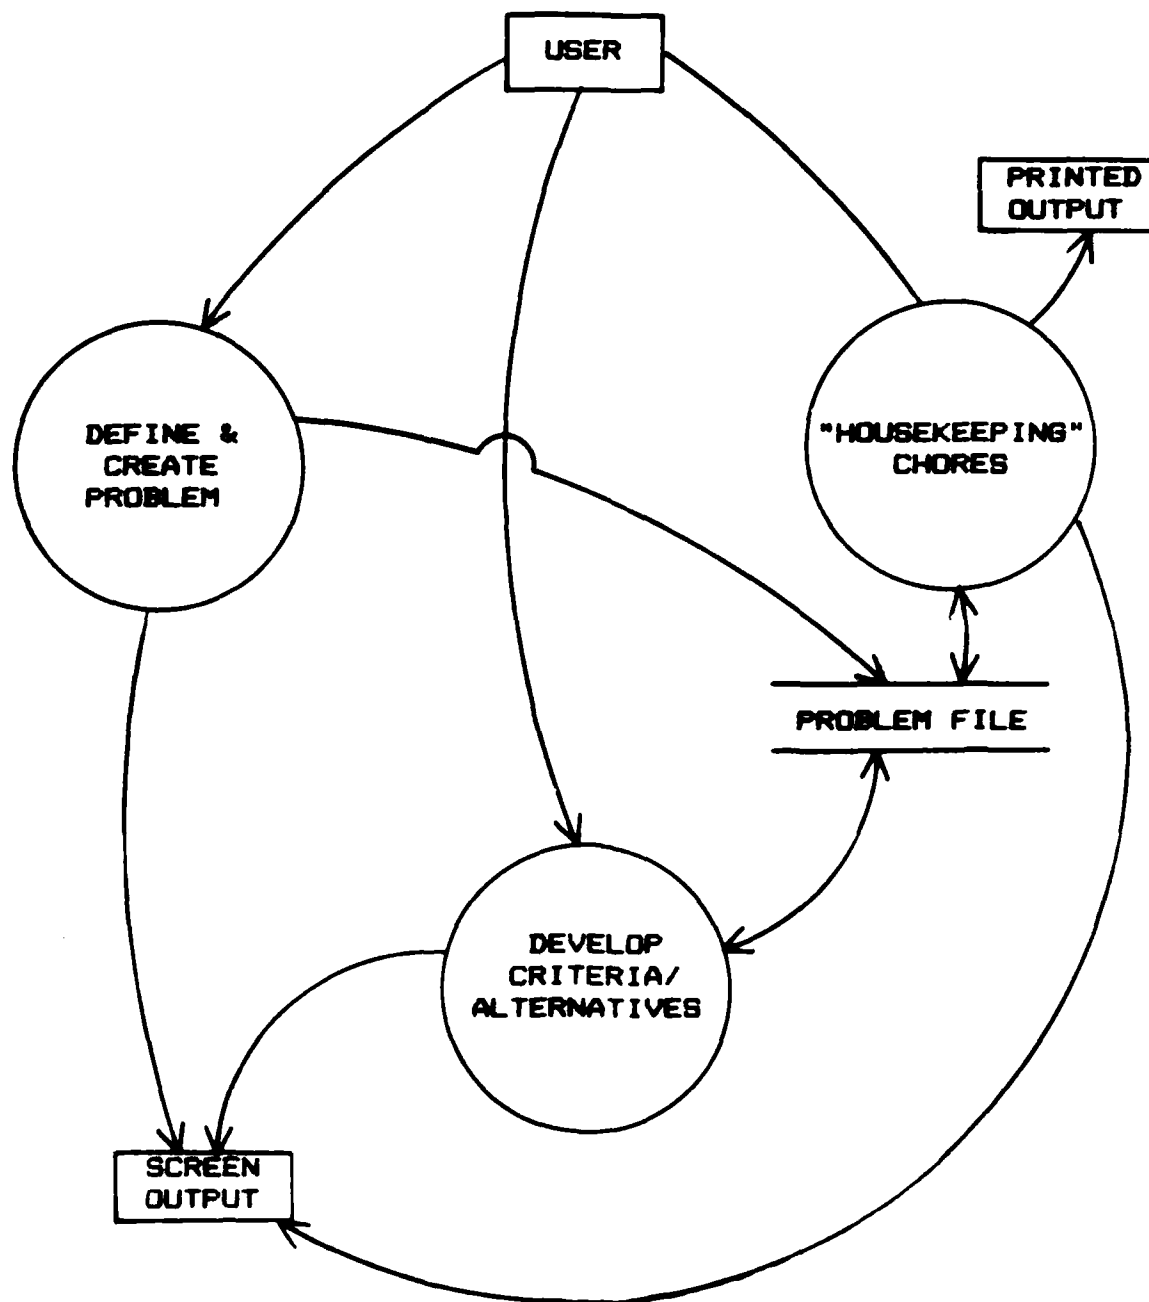 USER
PRINTED
OUTPUT
DEFINE &
CREATE
PROBLEM
"HOUSEKEEPING"
CHORES
PROBLEM FILE
DEVELOP
CRITERIA/
ALTERNATIVES
SCREEN
OUTPUT